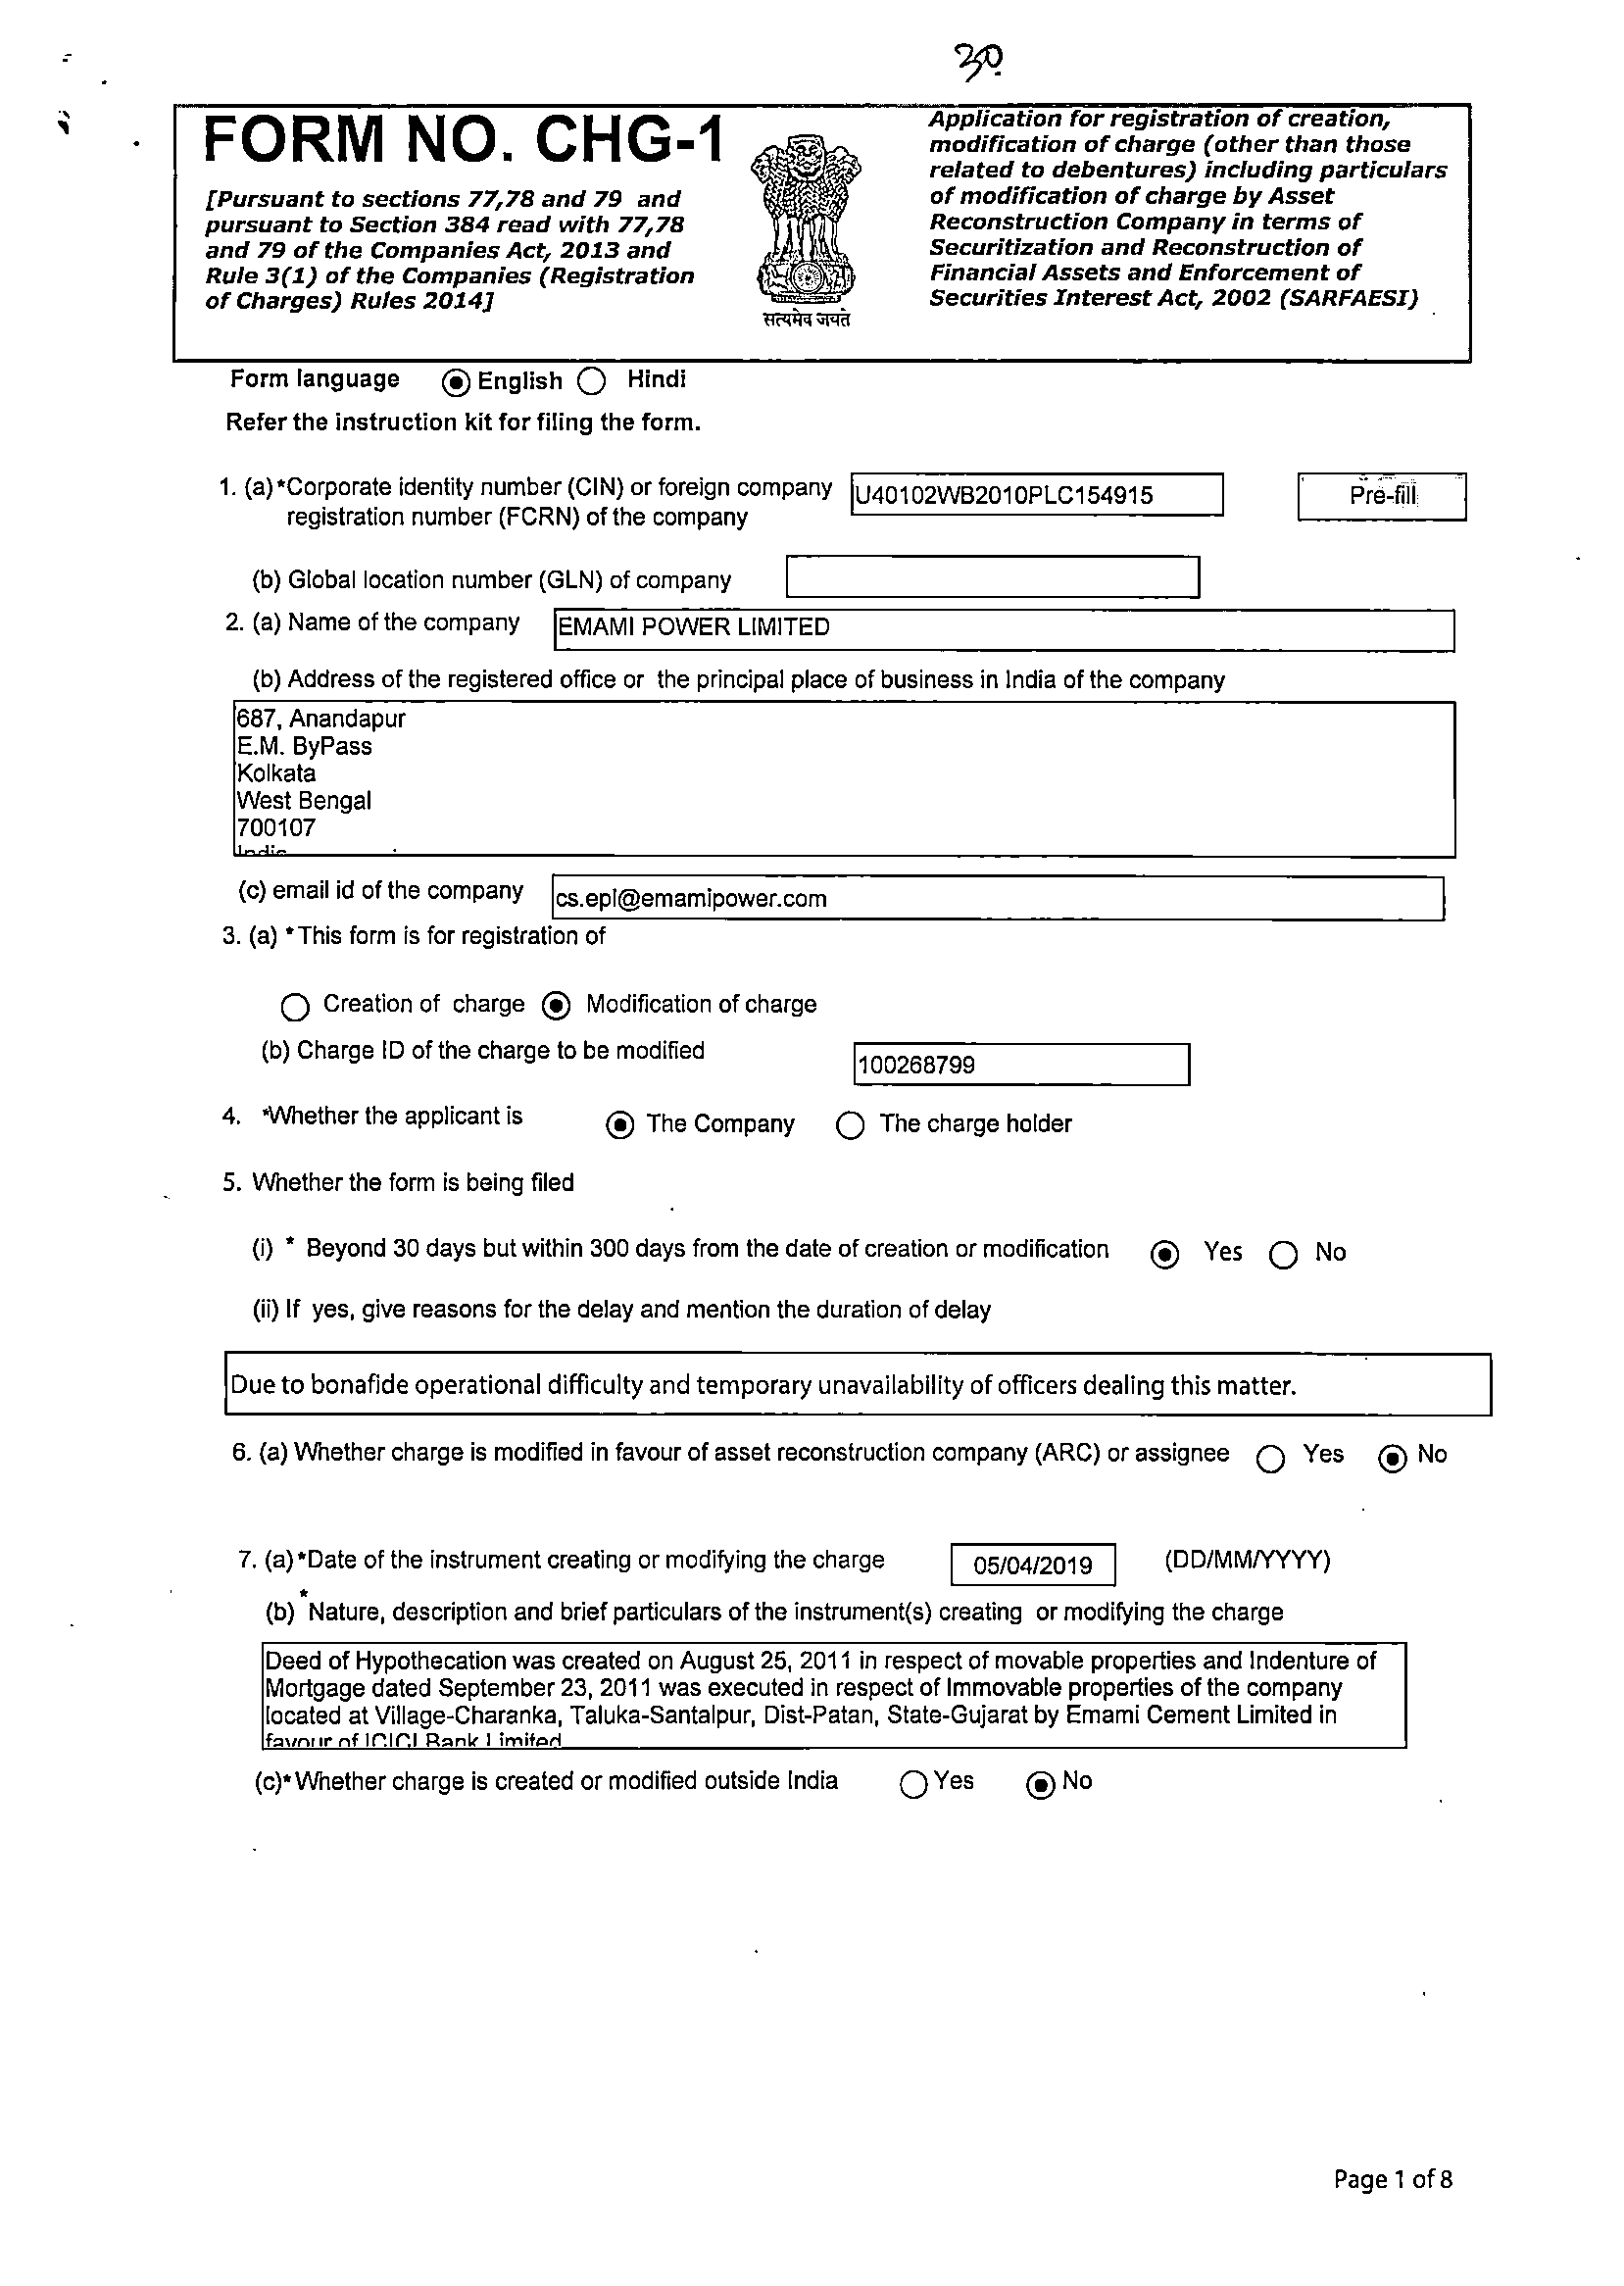 30.
FORM NO. CHG-1
[Pursuant to sections 77,78 and 79 and
pursuant to Section 384 read with 77,78
and 79 of the Companies Act, 2013 and
Rule 3(1) of the Companies (Registration
of Charges) Rules 2014]
सत्यमेव जयते
Application for registration of creation,
modification of charge (other than those
related to debentures) including particulars
of modification of charge by Asset
Reconstruction Company in terms of
Securitization and Reconstruction of
Financial Assets and Enforcement of
Securities Interest Act, 2002 (SARFAESI)
Form language English Hindi
Refer the instruction kit for filing the form.
1. (a)*Corporate identity number (CIN) or foreign company U40102WB2010PLC154915 Pre-fill
registration number (FCRN) of the company
(b) Global location number (GLN) of company
2. (a) Name of the company EMAMI POWER LIMITED
(b) Address of the registered office or the principal place of business in India of the company
687, Anandapur
E.M. ByPass
Kolkata
West Bengal
700107
India
(c) email id of the company cs.epl@emamipower.com
3. (a) *This form is for registration of
Creation of charge Modification of charge
(b) Charge ID of the charge to be modified 100268799
4. *Whether the applicant is The Company The charge holder
5. Whether the form is being filed
(i) * Beyond 30 days but within 300 days from the date of creation or modification Yes No
(ii) If yes, give reasons for the delay and mention the duration of delay
Due to bonafide operational difficulty and temporary unavailability of officers dealing this matter.
6. (a) Whether charge is modified in favour of asset reconstruction company (ARC) or assignee Yes No
7. (a)*Date of the instrument creating or modifying the charge 05/04/2019 (DD/MM/YYYY)
(b) *Nature, description and brief particulars of the instrument(s) creating or modifying the charge
Deed of Hypothecation was created on August 25, 2011 in respect of movable properties and Indenture of
Mortgage dated September 23, 2011 was executed in respect of Immovable properties of the company
located at Village-Charanka, Taluka-Santalpur, Dist-Patan, State-Gujarat by Emami Cement Limited in
favour of ICICI Bank Limited
(c)*Whether charge is created or modified outside India Yes No
Page 1 of 8